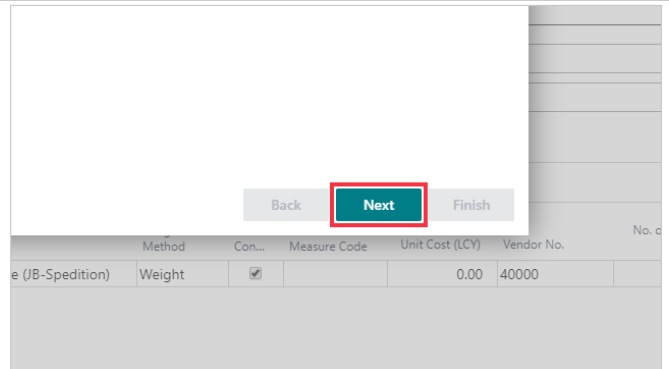 Back Next Finish
No. o
Method Con... Measure Code Unit Cost (LCY) Vendor No.
e (JB-Spedition) Weight 0.00 40000